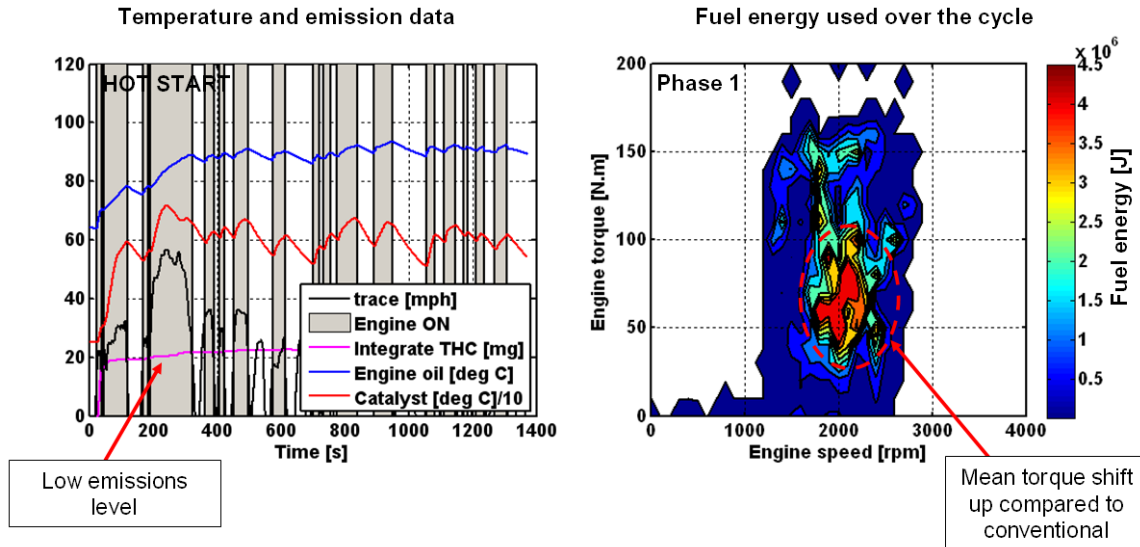 Temperature and emission data
Fuel energy used over the cycle
HOT START
120
100
80
60
40
20
0
0 200 400 600 800 1000 1200 1400
Time [s]
trace [mph]
Engine ON
Integrate THC [mg]
Engine oil [deg C]
Catalyst [deg C]/10
Low emissions
level
Phase 1
200
150
100
50
0
Engine torque [N.m]
0 1000 2000 3000 4000
Engine speed [rpm]
x 10^6
4.5
4
3.5
3
2.5
2
1.5
1
0.5
Fuel energy [J]
Mean torque shift
up compared to
conventional